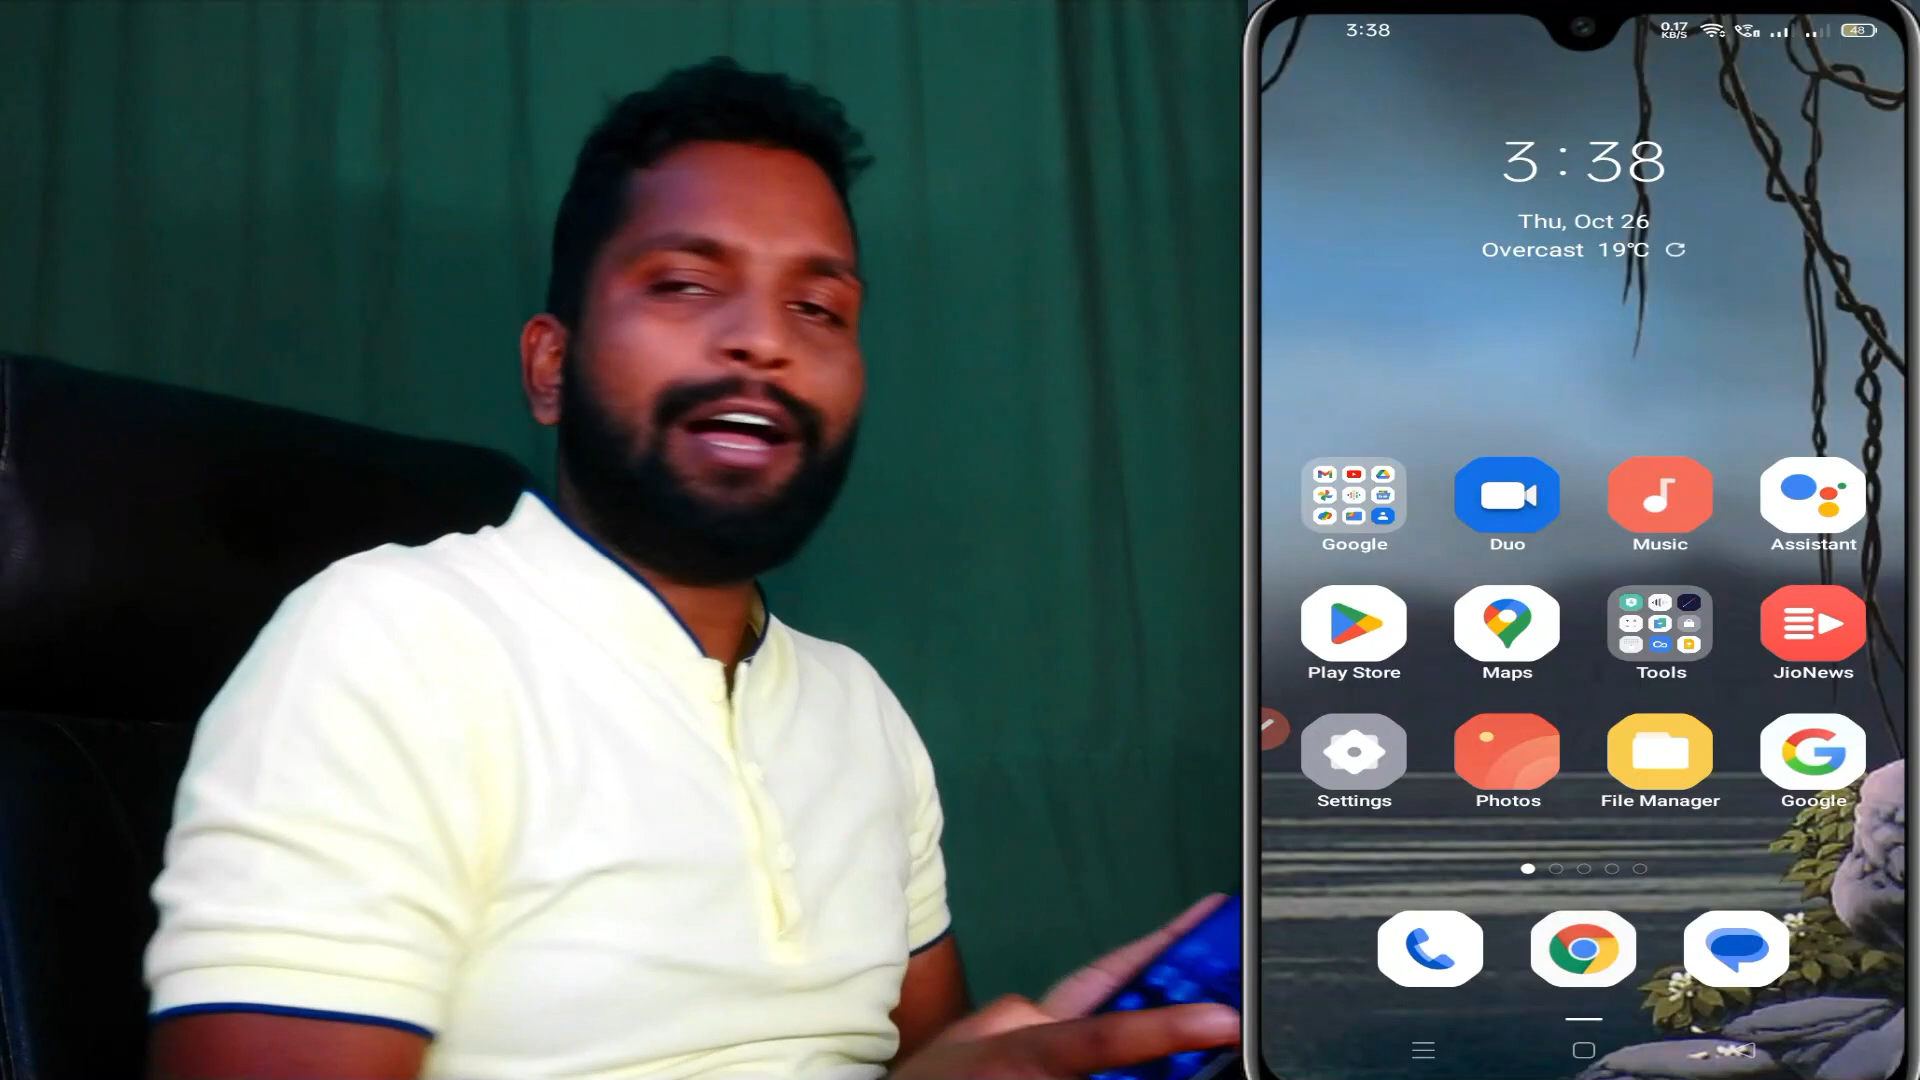 3:38
0.17
KB/S
48
3:38
Thu, Oct 26
Overcast 19°C
Google
Duo
Music
Assistant
Play Store
Maps
Tools
JioNews
Settings
Photos
File Manager
Google